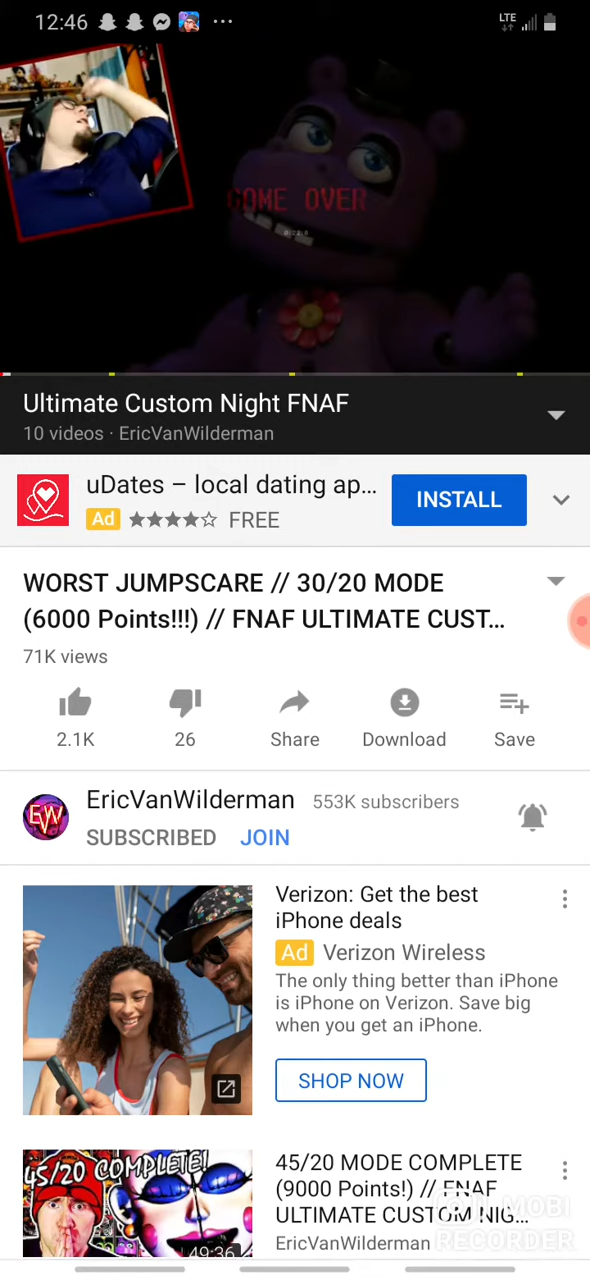 12:46
LTE
GAME OVER
Ultimate Custom Night FNAF
10 videos · EricVanWilderman
uDates – local dating ap...
INSTALL
Ad ★★★★☆ FREE
WORST JUMPSCARE // 30/20 MODE
(6000 Points!!!) // FNAF ULTIMATE CUST...
71K views
2.1K
26
Share
Download
Save
EW
EricVanWilderman 553K subscribers
SUBSCRIBED JOIN
Verizon: Get the best
iPhone deals
Ad Verizon Wireless
The only thing better than iPhone
is iPhone on Verizon. Save big
when you get an iPhone.
SHOP NOW
45/20 COMPLETE!
49:36
45/20 MODE COMPLETE
(9000 Points!) // FNAF
ULTIMATE CUSTOM NIG...
EricVanWilderman
MOBI
RECORDER